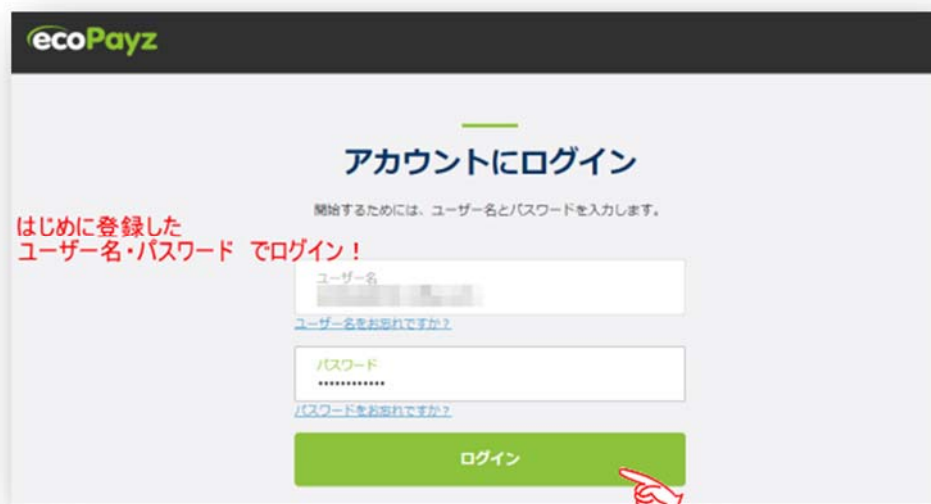 ecoPayz
アカウントにログイン
開始するためには、ユーザー名とパスワードを入力します。
はじめに登録した
ユーザー名・パスワード でログイン！
ユーザー名
ユーザー名をお忘れですか？
パスワード
••••••••••••
パスワードをお忘れですか？
ログイン